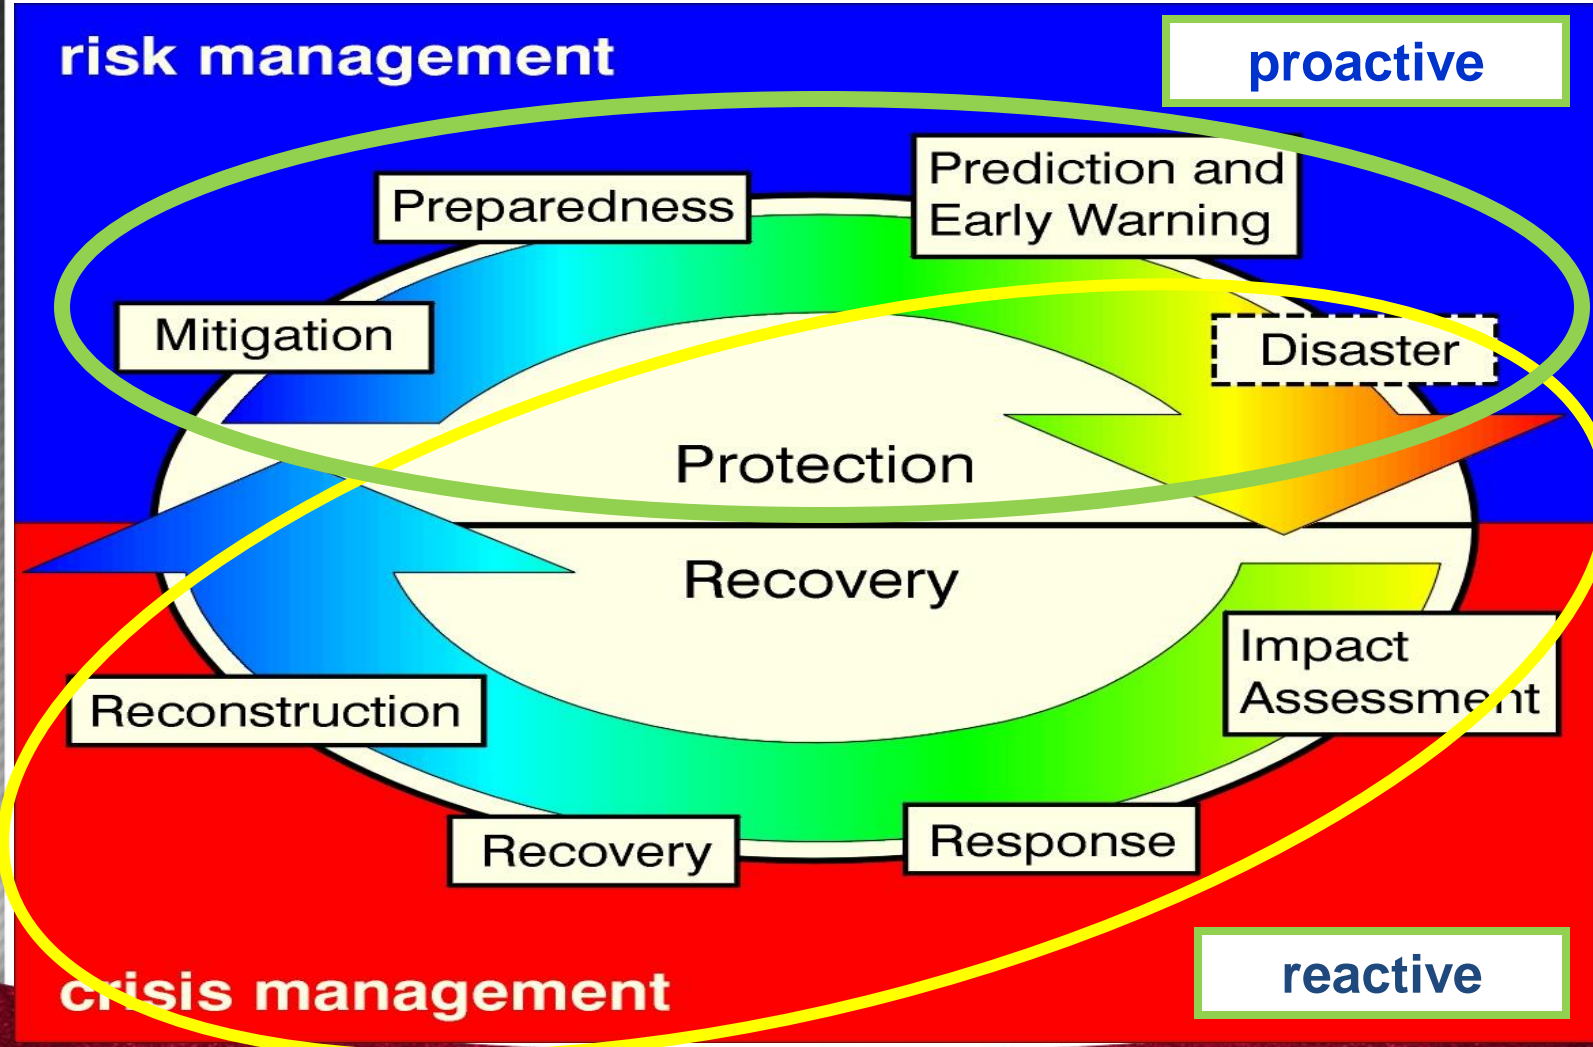 risk management
proactive
Prediction and
Early Warning
Preparedness
Mitigation
Disaster
Protection
Recovery
Impact
Assessment
Reconstruction
Recovery
Response
crisis management
reactive